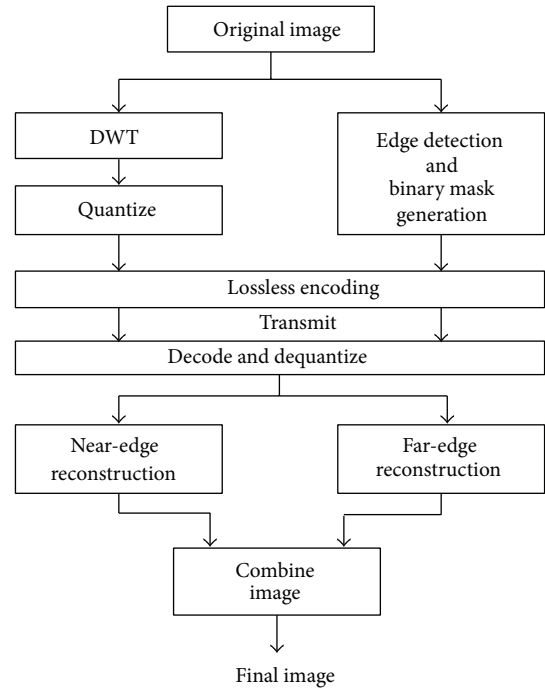 Original image
DWT
Edge detection
and
binary mask
generation
Quantize
Lossless encoding
Transmit
Decode and dequantize
Near-edge
reconstruction
Far-edge
reconstruction
Combine
image
Final image